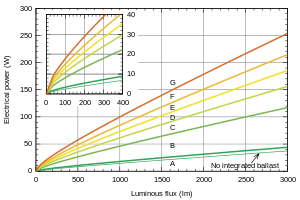 300
250
200
150
100
50
0
Electrical power (W)
40
30
20
10
0
0 100 200 300 400
G
F
E
D
C
B
A
No integrated ballast
0 500 1000 1500 2000 2500 3000
Luminous flux (lm)